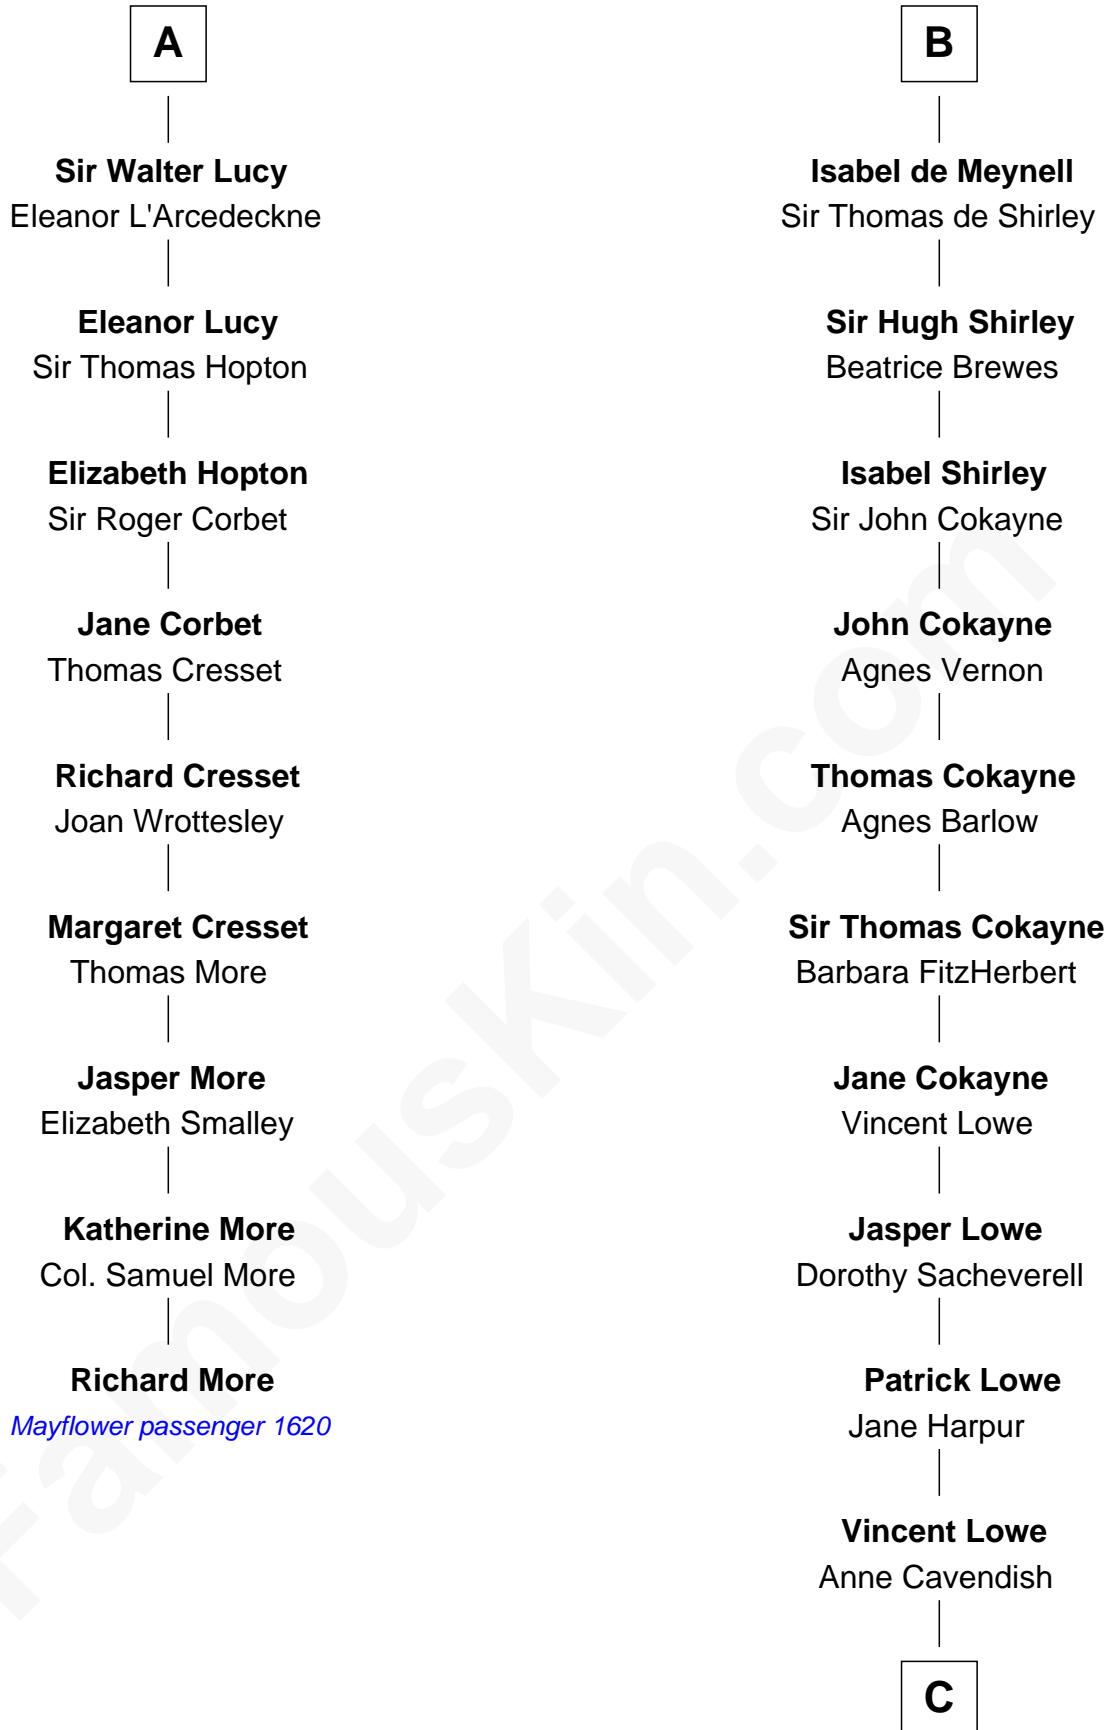 A
Sir Walter Lucy
Eleanor L'Arcedeckne
Eleanor Lucy
Sir Thomas Hopton
Elizabeth Hopton
Sir Roger Corbet
Jane Corbet
Thomas Cresset
Richard Cresset
Joan Wrottesley
Margaret Cresset
Thomas More
Jasper More
Elizabeth Smalley
Katherine More
Col. Samuel More
Richard More
Mayflower passenger 1620
B
Isabel de Meynell
Sir Thomas de Shirley
Sir Hugh Shirley
Beatrice Brewes
Isabel Shirley
Sir John Cokayne
John Cokayne
Agnes Vernon
Thomas Cokayne
Agnes Barlow
Sir Thomas Cokayne
Barbara FitzHerbert
Jane Cokayne
Vincent Lowe
Jasper Lowe
Dorothy Sacheverell
Patrick Lowe
Jane Harpur
Vincent Lowe
Anne Cavendish
C
FamousKin.com